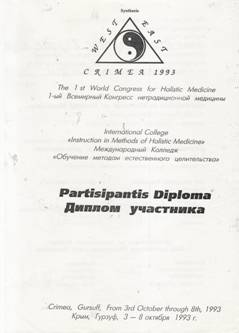 Synthesis
WEST EAST
CRIMEA 1993
The 1st World Congress for Holistic Medicine
1-ый Всемирный Конгресс нетрадиционной медицины
International College
«Instruction in Methods of Holistic Medicine»
Международный Колледж
«Обучение методом естественного целительства»
Partisipantis Diploma
Диплом участника
Crimea, Gursuff, From 3rd October through 8th, 1993
Крым, Гурзуф, 3 – 8 октября 1993 г.